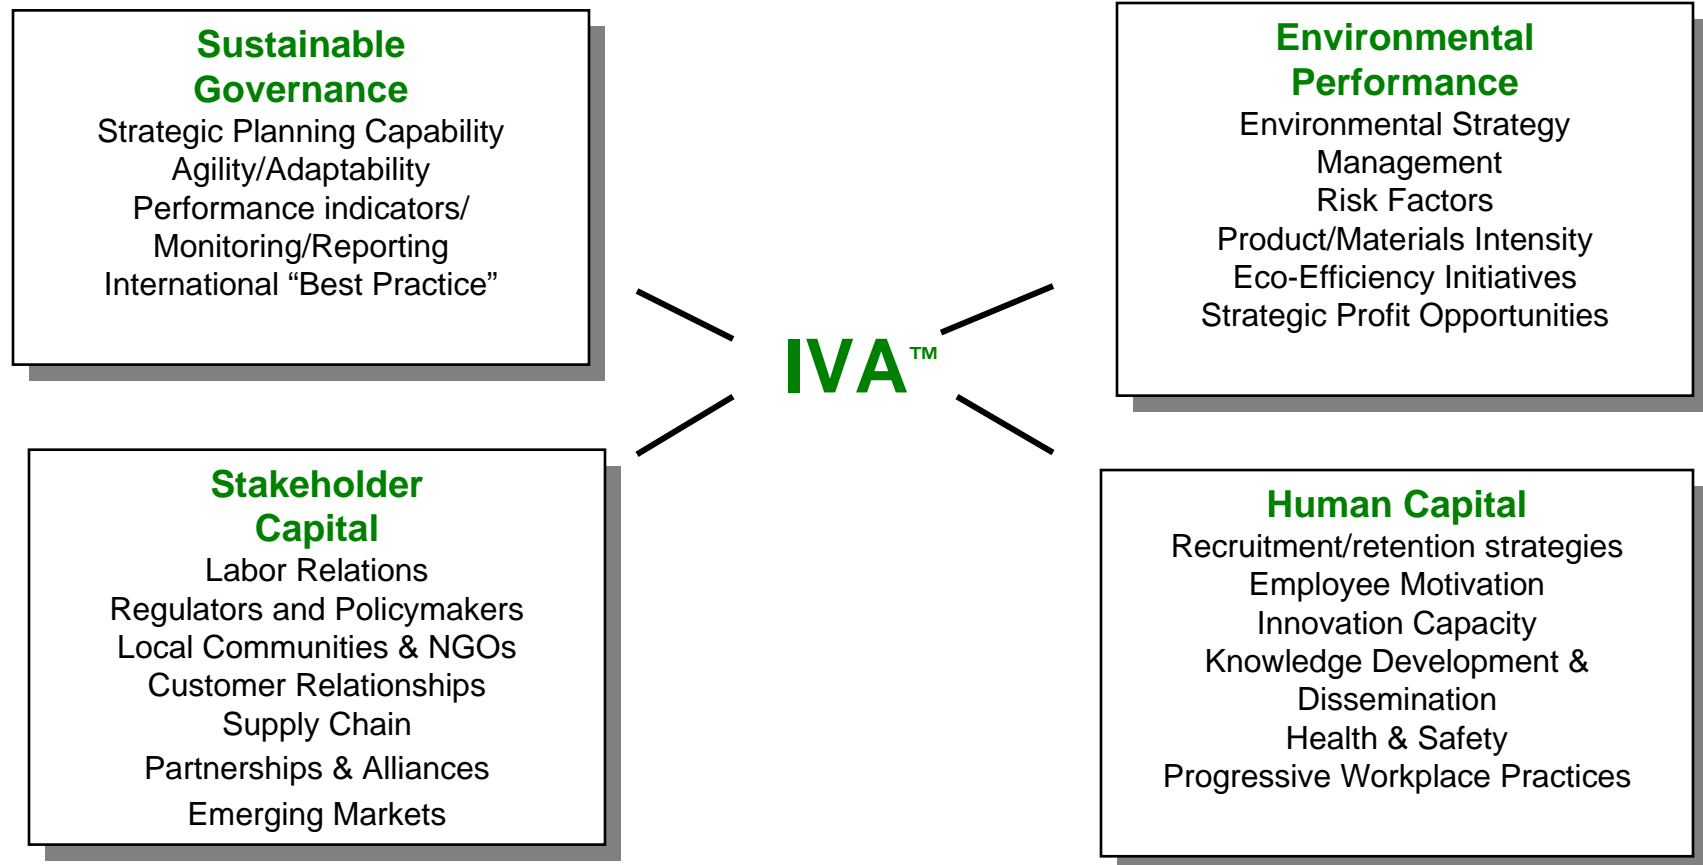 Sustainable
Governance
Strategic Planning Capability
Agility/Adaptability
Performance indicators/
Monitoring/Reporting
International “Best Practice”
Environmental
Performance
Environmental Strategy
Management
Risk Factors
Product/Materials Intensity
Eco-Efficiency Initiatives
Strategic Profit Opportunities
IVA™
Stakeholder
Capital
Labor Relations
Regulators and Policymakers
Local Communities & NGOs
Customer Relationships
Supply Chain
Partnerships & Alliances
Emerging Markets
Human Capital
Recruitment/retention strategies
Employee Motivation
Innovation Capacity
Knowledge Development &
Dissemination
Health & Safety
Progressive Workplace Practices